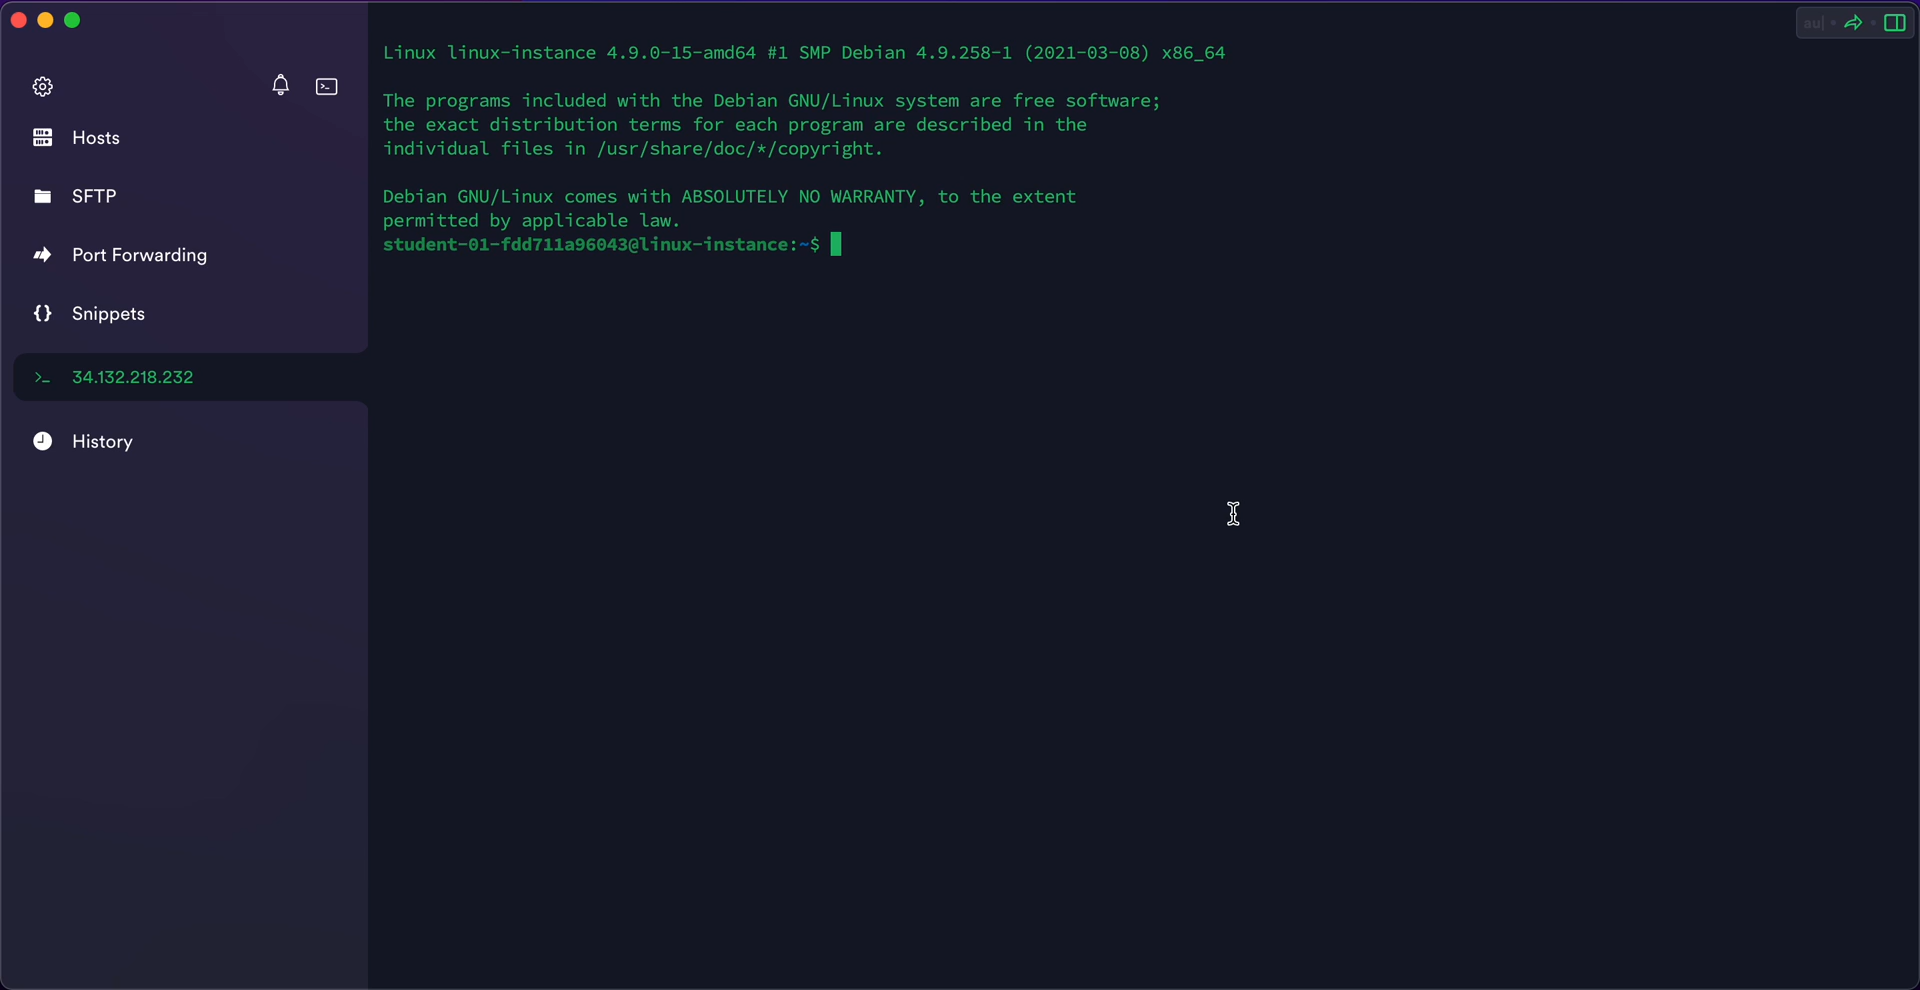 Hosts
SFTP
Port Forwarding
Snippets
34.132.218.232
History
Linux linux-instance 4.9.0-15-amd64 #1 SMP Debian 4.9.258-1 (2021-03-08) x86_64
The programs included with the Debian GNU/Linux system are free software;
the exact distribution terms for each program are described in the
individual files in /usr/share/doc/*/copyright.
Debian GNU/Linux comes with ABSOLUTELY NO WARRANTY, to the extent
permitted by applicable law.
student-01-fdd711a96043@linux-instance:~$